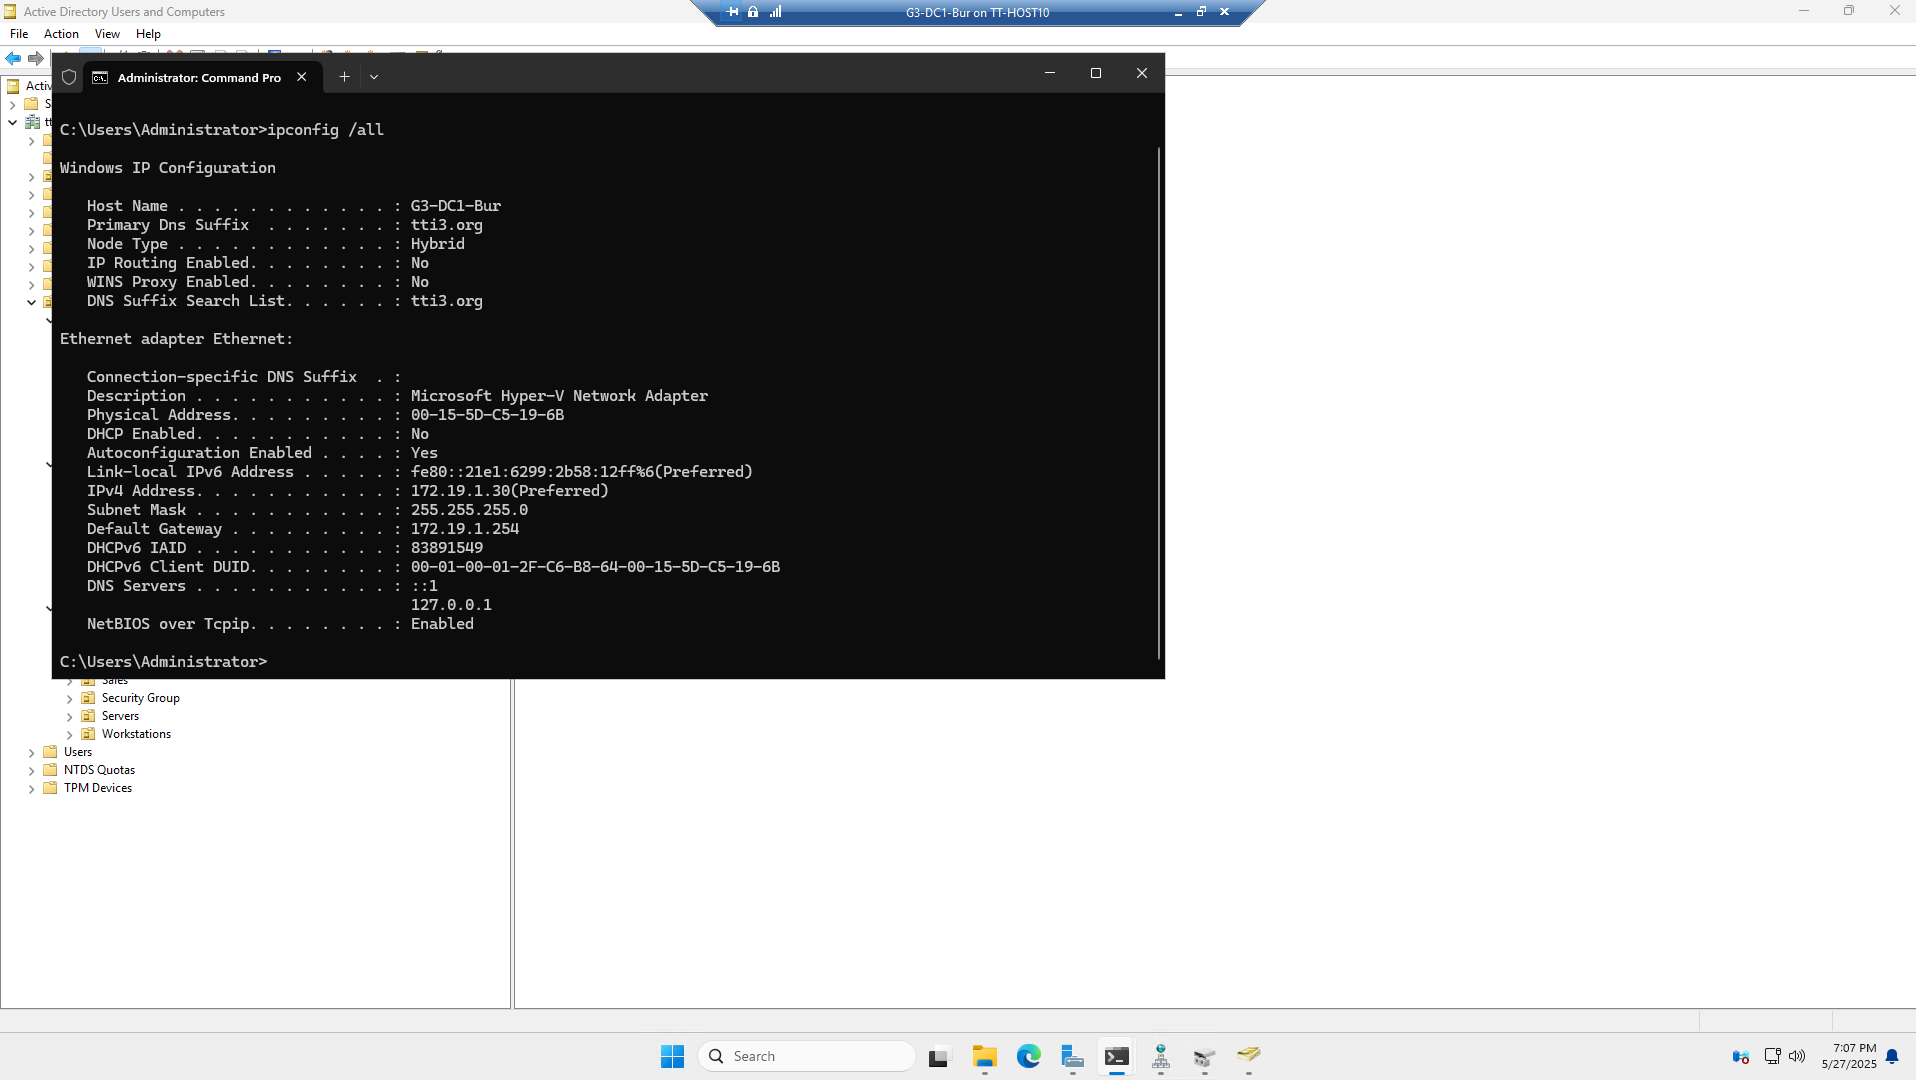 Active Directory Users and Computers
G3-DC1-Bur on TT-HOST10
File Action View Help
Administrator: Command Pro
C:\Users\Administrator>ipconfig /all
Windows IP Configuration
Host Name . . . . . . . . . . . . : G3-DC1-Bur
Primary Dns Suffix . . . . . . . : tti3.org
Node Type . . . . . . . . . . . . : Hybrid
IP Routing Enabled. . . . . . . . : No
WINS Proxy Enabled. . . . . . . . : No
DNS Suffix Search List. . . . . . : tti3.org
Ethernet adapter Ethernet:
Connection-specific DNS Suffix . :
Description . . . . . . . . . . . : Microsoft Hyper-V Network Adapter
Physical Address. . . . . . . . . : 00-15-5D-C5-19-6B
DHCP Enabled. . . . . . . . . . . : No
Autoconfiguration Enabled . . . . : Yes
Link-local IPv6 Address . . . . . : fe80::21e1:6299:2b58:12ff%6(Preferred)
IPv4 Address. . . . . . . . . . . : 172.19.1.30(Preferred)
Subnet Mask . . . . . . . . . . . : 255.255.255.0
Default Gateway . . . . . . . . . : 172.19.1.254
DHCPv6 IAID . . . . . . . . . . . : 83891549
DHCPv6 Client DUID. . . . . . . . : 00-01-00-01-2F-C6-B8-64-00-15-5D-C5-19-6B
DNS Servers . . . . . . . . . . . : ::1
127.0.0.1
NetBIOS over Tcpip. . . . . . . . : Enabled
C:\Users\Administrator>
Sales
Security Group
Servers
Workstations
Users
NTDS Quotas
TPM Devices
Search
7:07 PM
5/27/2025